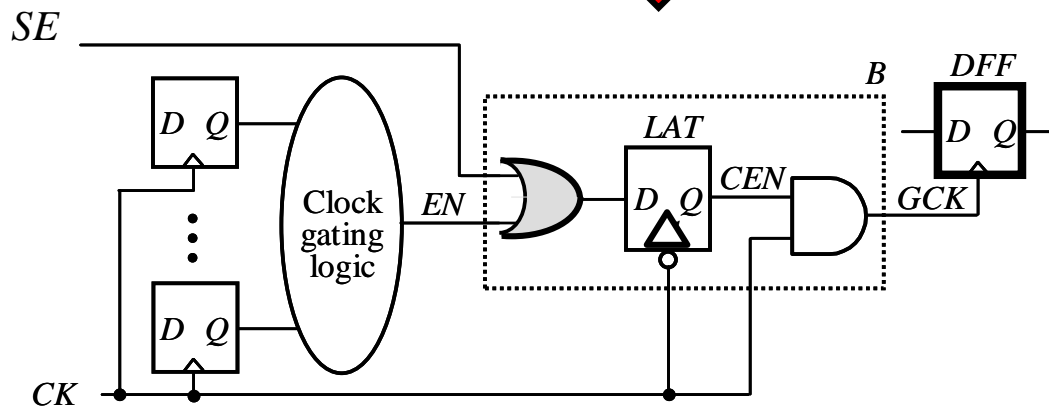 SE
B
DFF
D Q
LAT
D Q
EN
D Q
CEN
GCK
Clock
gating
logic
D Q
CK